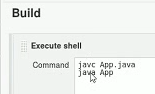 Build
Execute shell
Command
javc App.java
java App